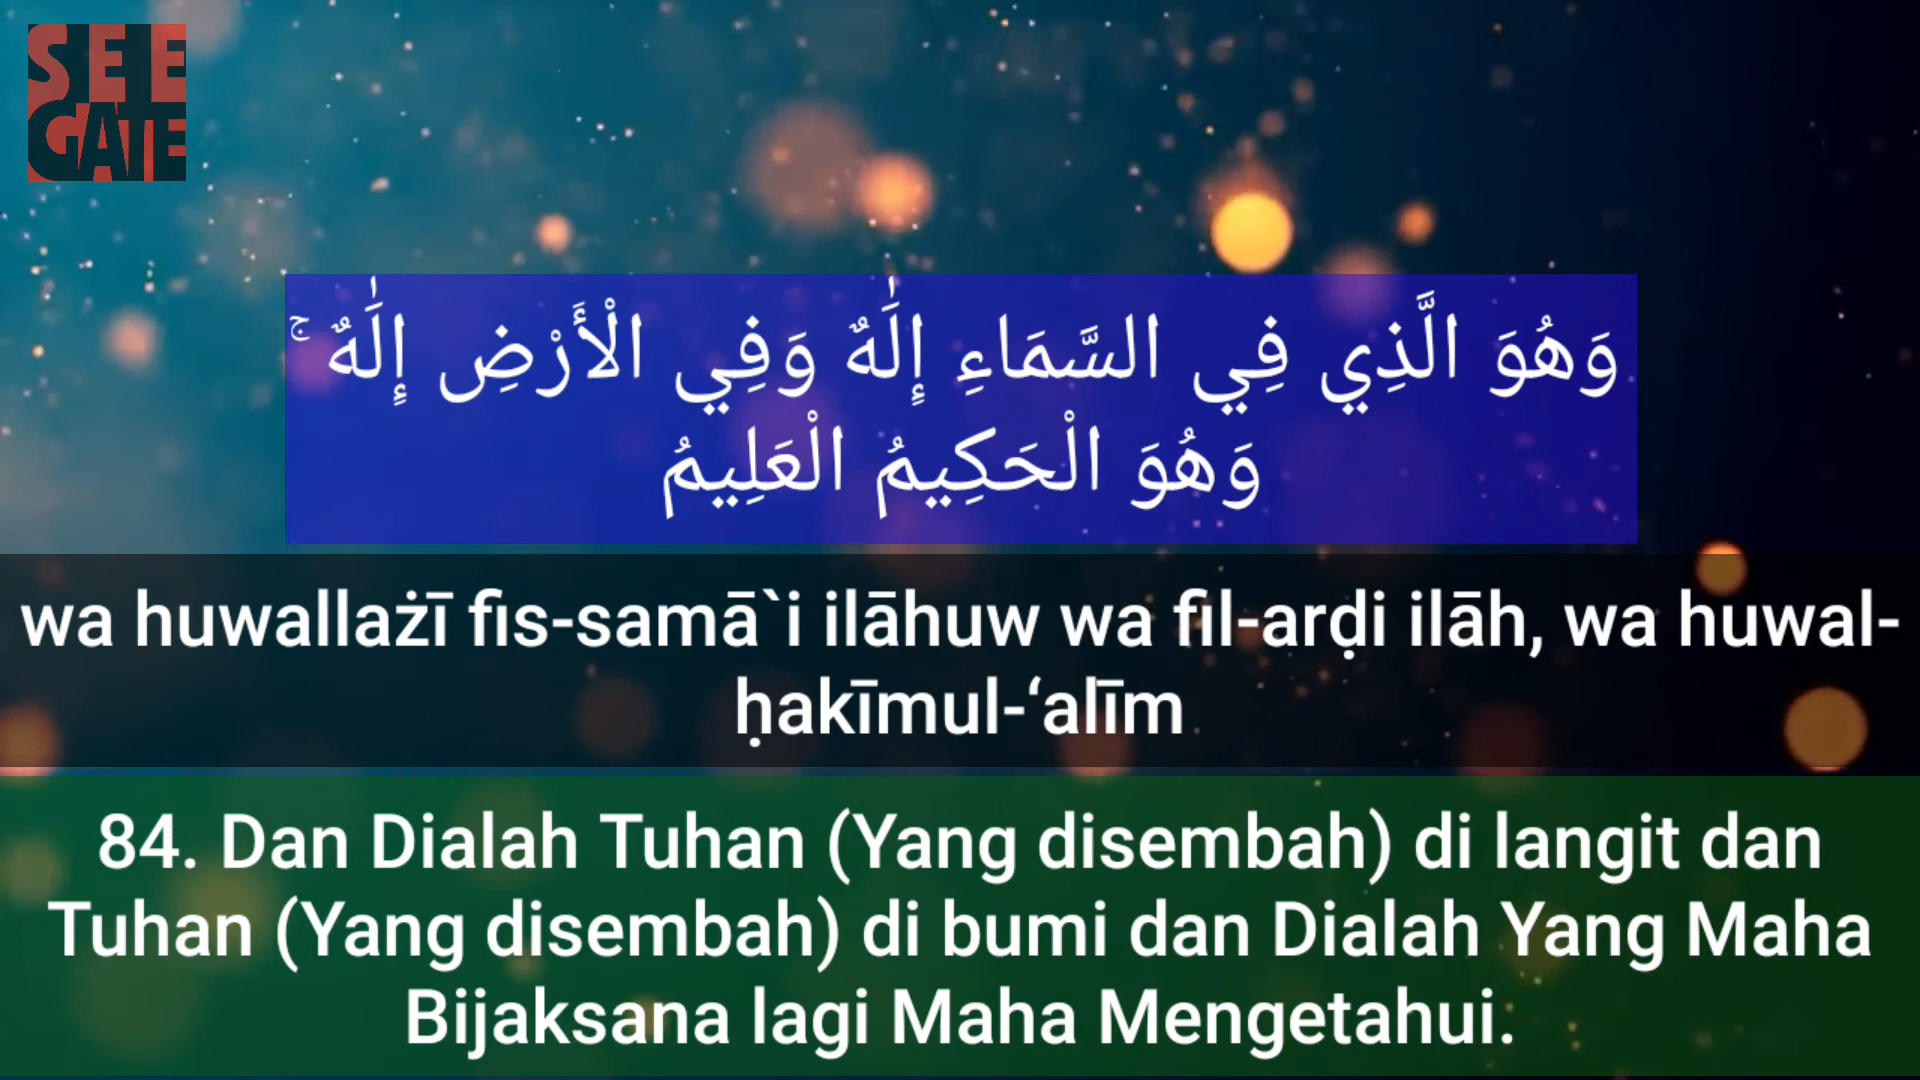 SEE
GATE
وَهُوَ الَّذِي فِي السَّمَاءِ إِلَٰهٌ وَفِي الْأَرْضِ إِلَٰهٌ ۚ
وَهُوَ الْحَكِيمُ الْعَلِيمُ
wa huwallażī fis-samā`i ilāhuw wa fil-arḍi ilāh, wa huwal-
ḥakīmul-‘alīm
84. Dan Dialah Tuhan (Yang disembah) di langit dan
Tuhan (Yang disembah) di bumi dan Dialah Yang Maha
Bijaksana lagi Maha Mengetahui.